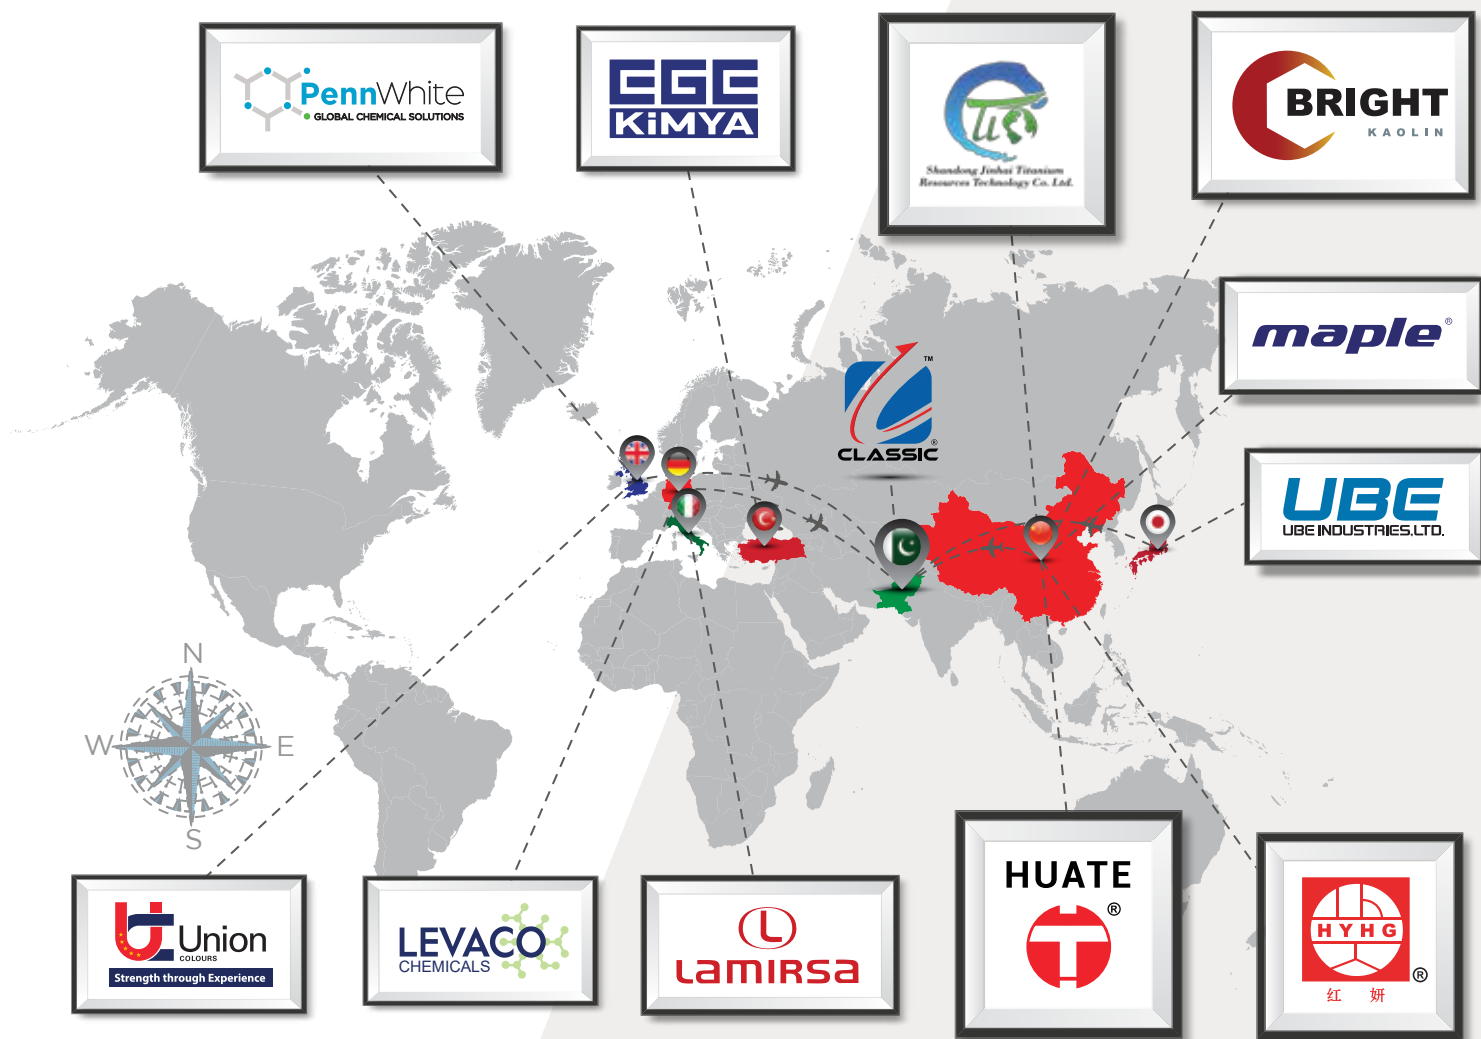 PennWhite
GLOBAL CHEMICAL SOLUTIONS
EGE
KiMYA
Shandong Jinhai Titanium
Resources Technology Co. Ltd.
BRIGHT
KAOLIN
maple®
CLASSIC®
TM
UBE
UBE INDUSTRIES,LTD.
N
W
E
S
Union
COLOURS
Strength through Experience
LEVACO
CHEMICALS
L
LamIRSa
HUATE
T®
HYHG
®
红 妍